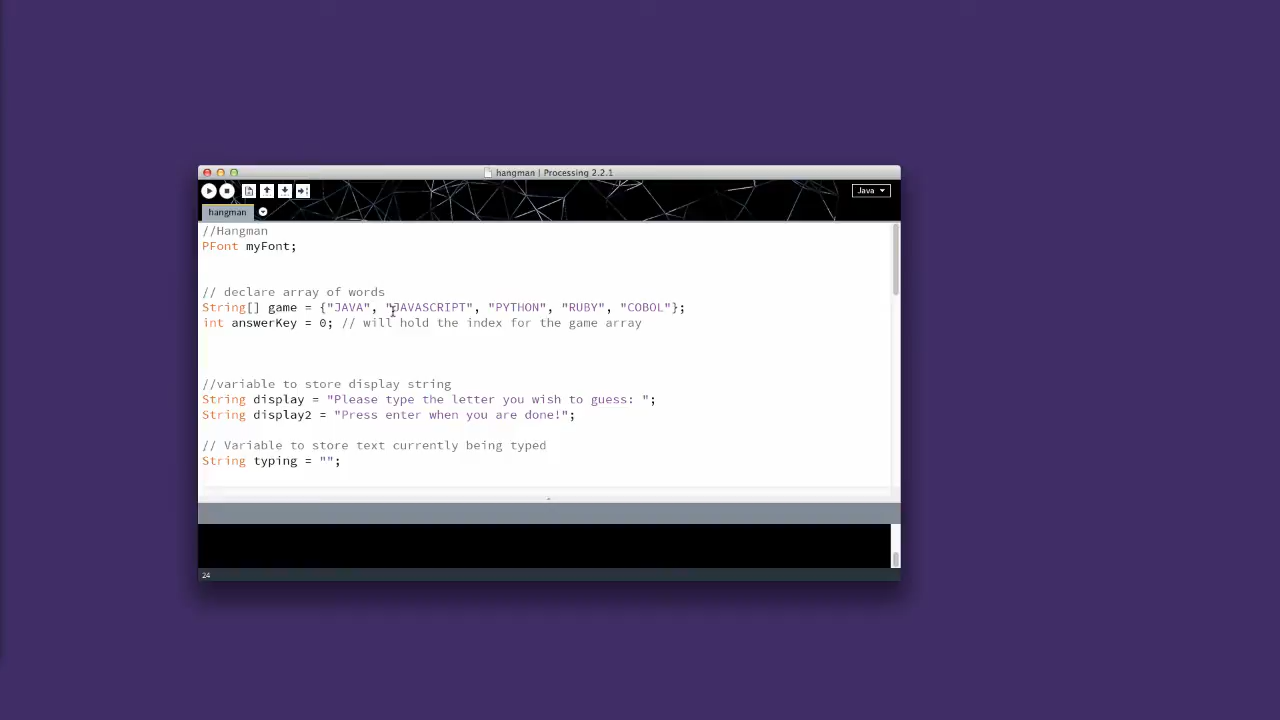 hangman | Processing 2.2.1
Java
hangman
//Hangman
PFont myFont;
// declare array of words
String[] game = {"JAVA", "JAVASCRIPT", "PYTHON", "RUBY", "COBOL"};
int answerKey = 0; // will hold the index for the game array
//variable to store display string
String display = "Please type the letter you wish to guess: ";
String display2 = "Press enter when you are done!";
// Variable to store text currently being typed
String typing = "";
24